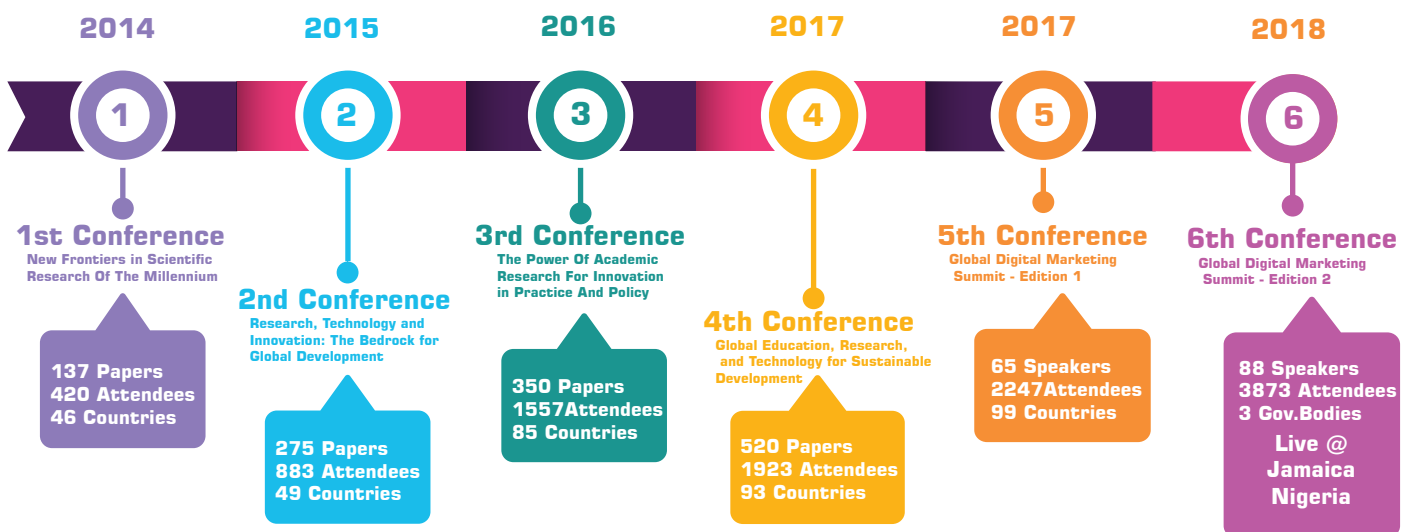 2014
2015
2016
2017
2017
2018
1
2
3
4
5
6
1st Conference
New Frontiers in Scientific
Research Of The Millennium
137 Papers
420 Attendees
46 Countries
2nd Conference
Research, Technology and
Innovation: The Bedrock for
Global Development
275 Papers
883 Attendees
49 Countries
3rd Conference
The Power Of Academic
Research For Innovation
in Practice And Policy
350 Papers
1557Attendees
85 Countries
4th Conference
Global Education, Research,
and Technology for Sustainable
Development
520 Papers
1923 Attendees
93 Countries
5th Conference
Global Digital Marketing
Summit - Edition 1
65 Speakers
2247Attendees
99 Countries
6th Conference
Global Digital Marketing
Summit - Edition 2
88 Speakers
3873 Attendees
3 Gov.Bodies
Live @
Jamaica
Nigeria